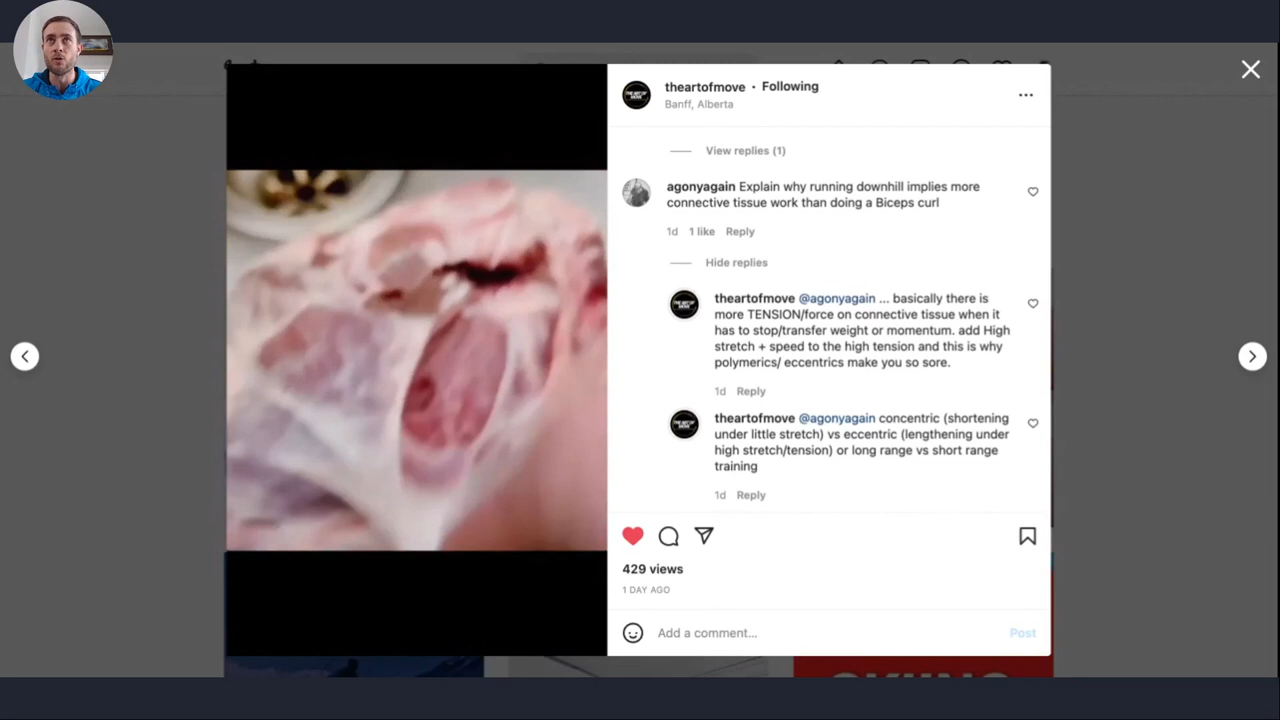 theartofmove • Following
Banff, Alberta
View replies (1)
agonyagain Explain why running downhill implies more
connective tissue work than doing a Biceps curl
1d 1 like Reply
Hide replies
theartofmove @agonyagain ... basically there is
more TENSION/force on connective tissue when it
has to stop/transfer weight or momentum. add High
stretch + speed to the high tension and this is why
polymerics/ eccentrics make you so sore.
1d Reply
theartofmove @agonyagain concentric (shortening
under little stretch) vs eccentric (lengthening under
high stretch/tension) or long range vs short range
training
1d Reply
429 views
1 DAY AGO
Add a comment...
Post